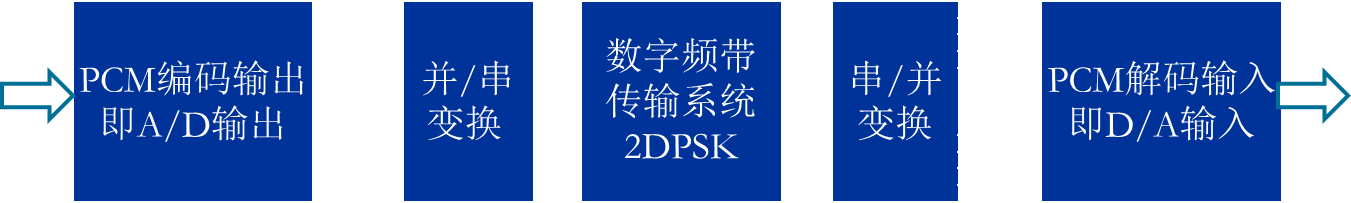 PCM编码输出
即A/D输出
并/串
变换
数字频带
传输系统
2DPSK
串/并
变换
PCM解码输入
即D/A输入